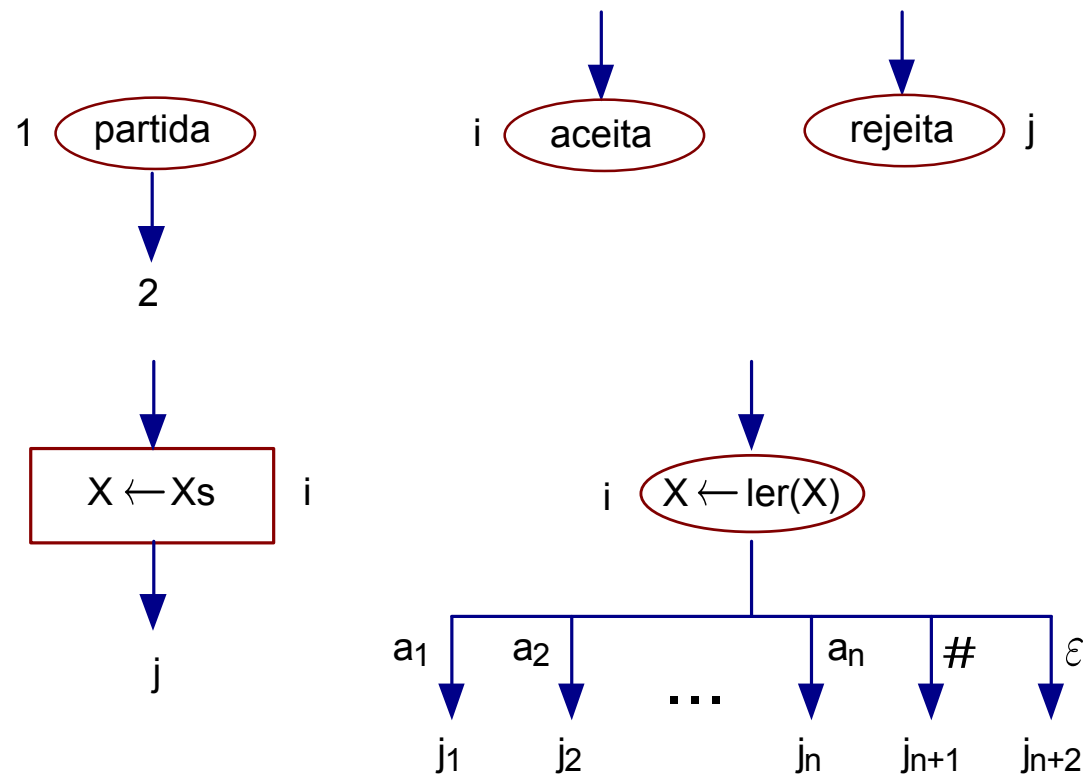 1 partida
i aceita
rejeita j
2
X ← Xs i
i X ← ler(X)
j
a₁ a₂ aₙ # ε
...
j₁ j₂ jₙ jₙ₊₁ jₙ₊₂